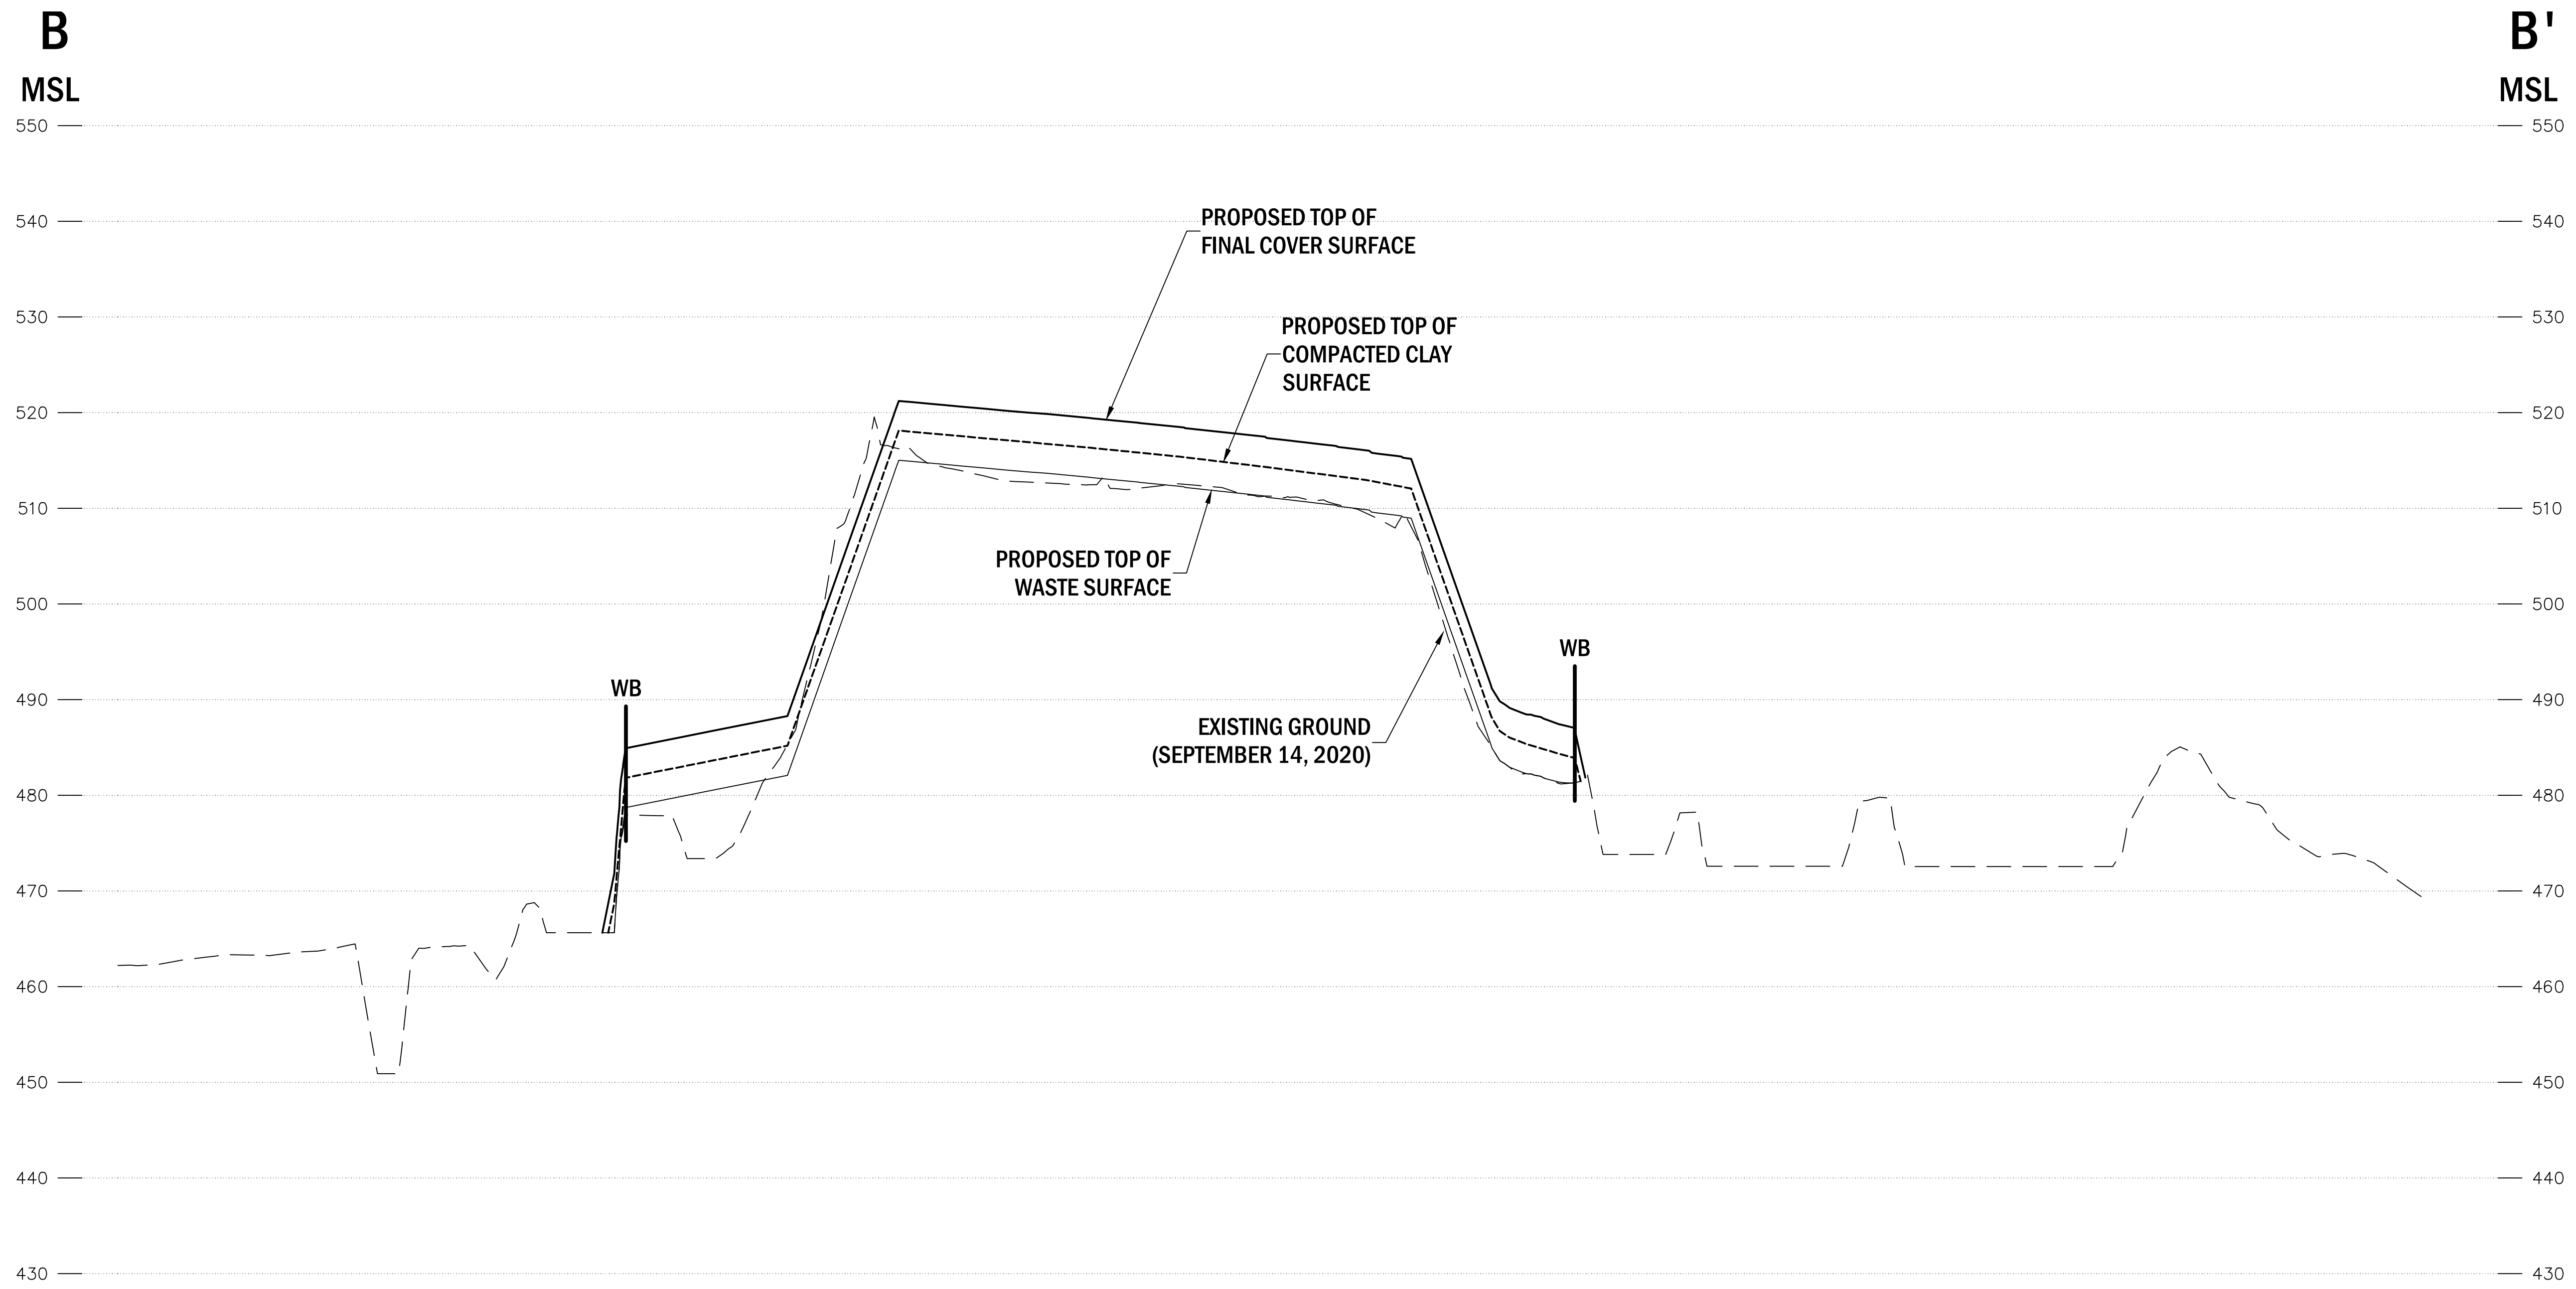 B B'
MSL MSL
550 550
540 540
PROPOSED TOP OF
FINAL COVER SURFACE
530 530
PROPOSED TOP OF
COMPACTED CLAY
SURFACE
520 520
510 510
PROPOSED TOP OF
WASTE SURFACE
500 500
WB
490 490
WB
EXISTING GROUND
(SEPTEMBER 14, 2020)
480 480
470 470
460 460
450 450
440 440
430 430